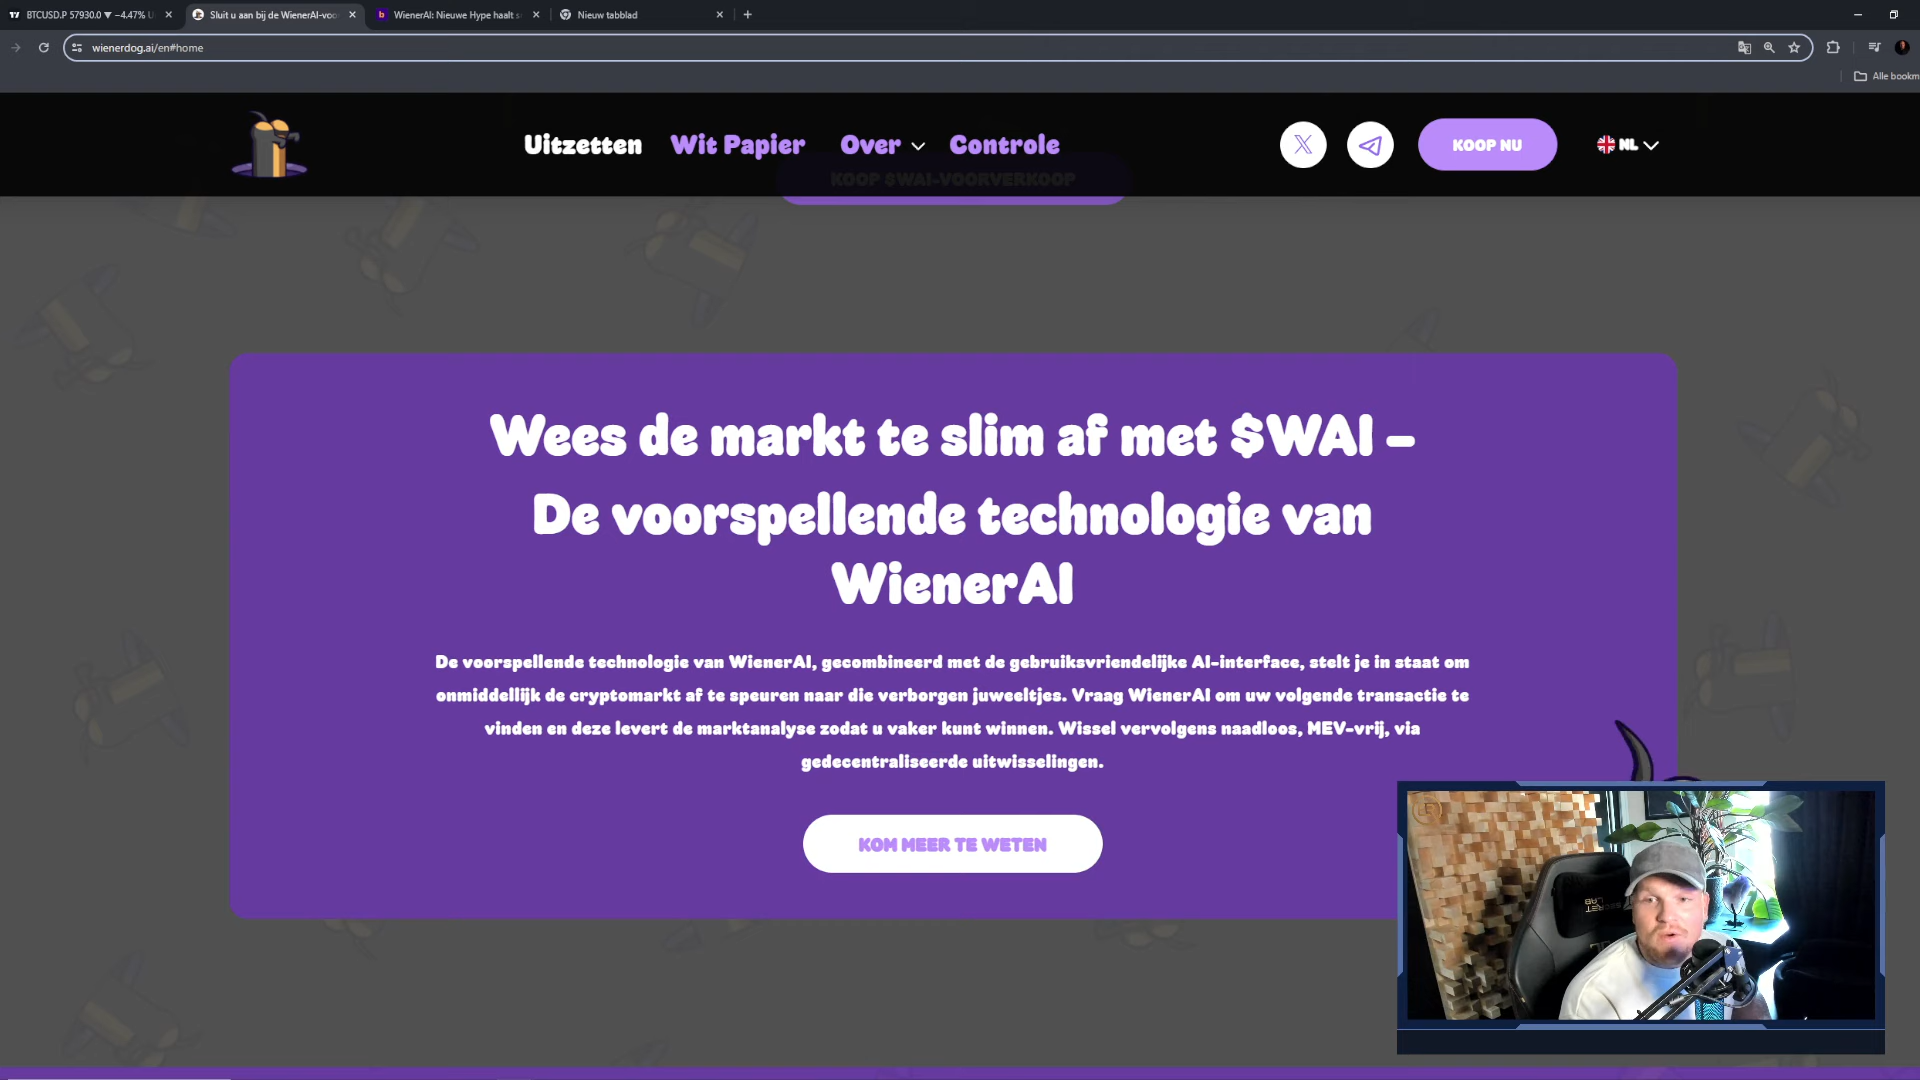 BTCUSD.P 57930.0 ▼ −4.47%
Sluit u aan bij de WienerAI-voo
WienerAI: Nieuwe Hype haalt
Nieuw tabblad
wienerdog.ai/en#home
Alle bookm
Uitzetten
Wit Papier
Over
Controle
KOOP NU
NL
KOOP $WAI-VOORVERKOOP
Wees de markt te slim af met $WAI –
De voorspellende technologie van
WienerAI
De voorspellende technologie van WienerAI, gecombineerd met de gebruiksvriendelijke AI-interface, stelt je in staat om
onmiddellijk de cryptomarkt af te speuren naar die verborgen juweeltjes. Vraag WienerAI om uw volgende transactie te
vinden en deze levert de marktanalyse zodat u vaker kunt winnen. Wissel vervolgens naadloos, MEV-vrij, via
gedecentraliseerde uitwisselingen.
KOM MEER TE WETEN